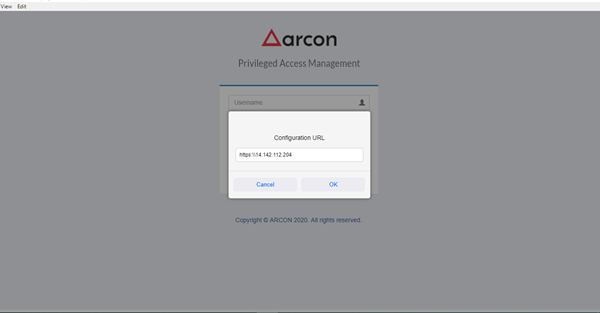 View Edit
arcon
Privileged Access Management
Username
Configuration URL
https:\\14.142.112.204
Cancel OK
Copyright © ARCON 2020. All rights reserved.